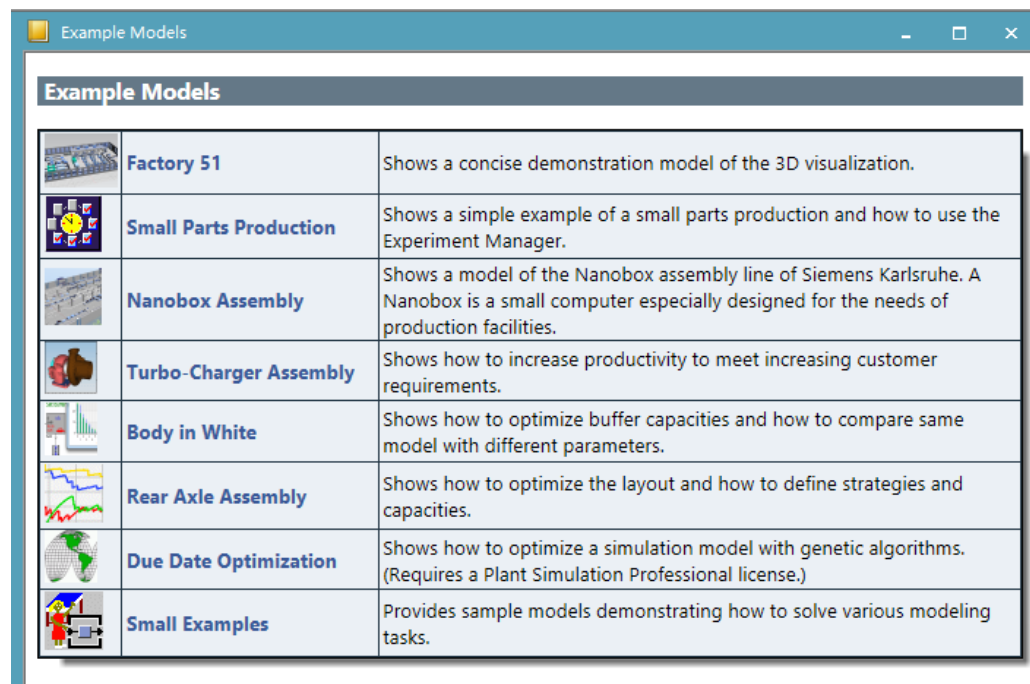 Example Models
Example Models
Factory 51
Shows a concise demonstration model of the 3D visualization.
Small Parts Production
Shows a simple example of a small parts production and how to use the
Experiment Manager.
Nanobox Assembly
Shows a model of the Nanobox assembly line of Siemens Karlsruhe. A
Nanobox is a small computer especially designed for the needs of
production facilities.
Turbo-Charger Assembly
Shows how to increase productivity to meet increasing customer
requirements.
Body in White
Shows how to optimize buffer capacities and how to compare same
model with different parameters.
Rear Axle Assembly
Shows how to optimize the layout and how to define strategies and
capacities.
Due Date Optimization
Shows how to optimize a simulation model with genetic algorithms.
(Requires a Plant Simulation Professional license.)
Small Examples
Provides sample models demonstrating how to solve various modeling
tasks.